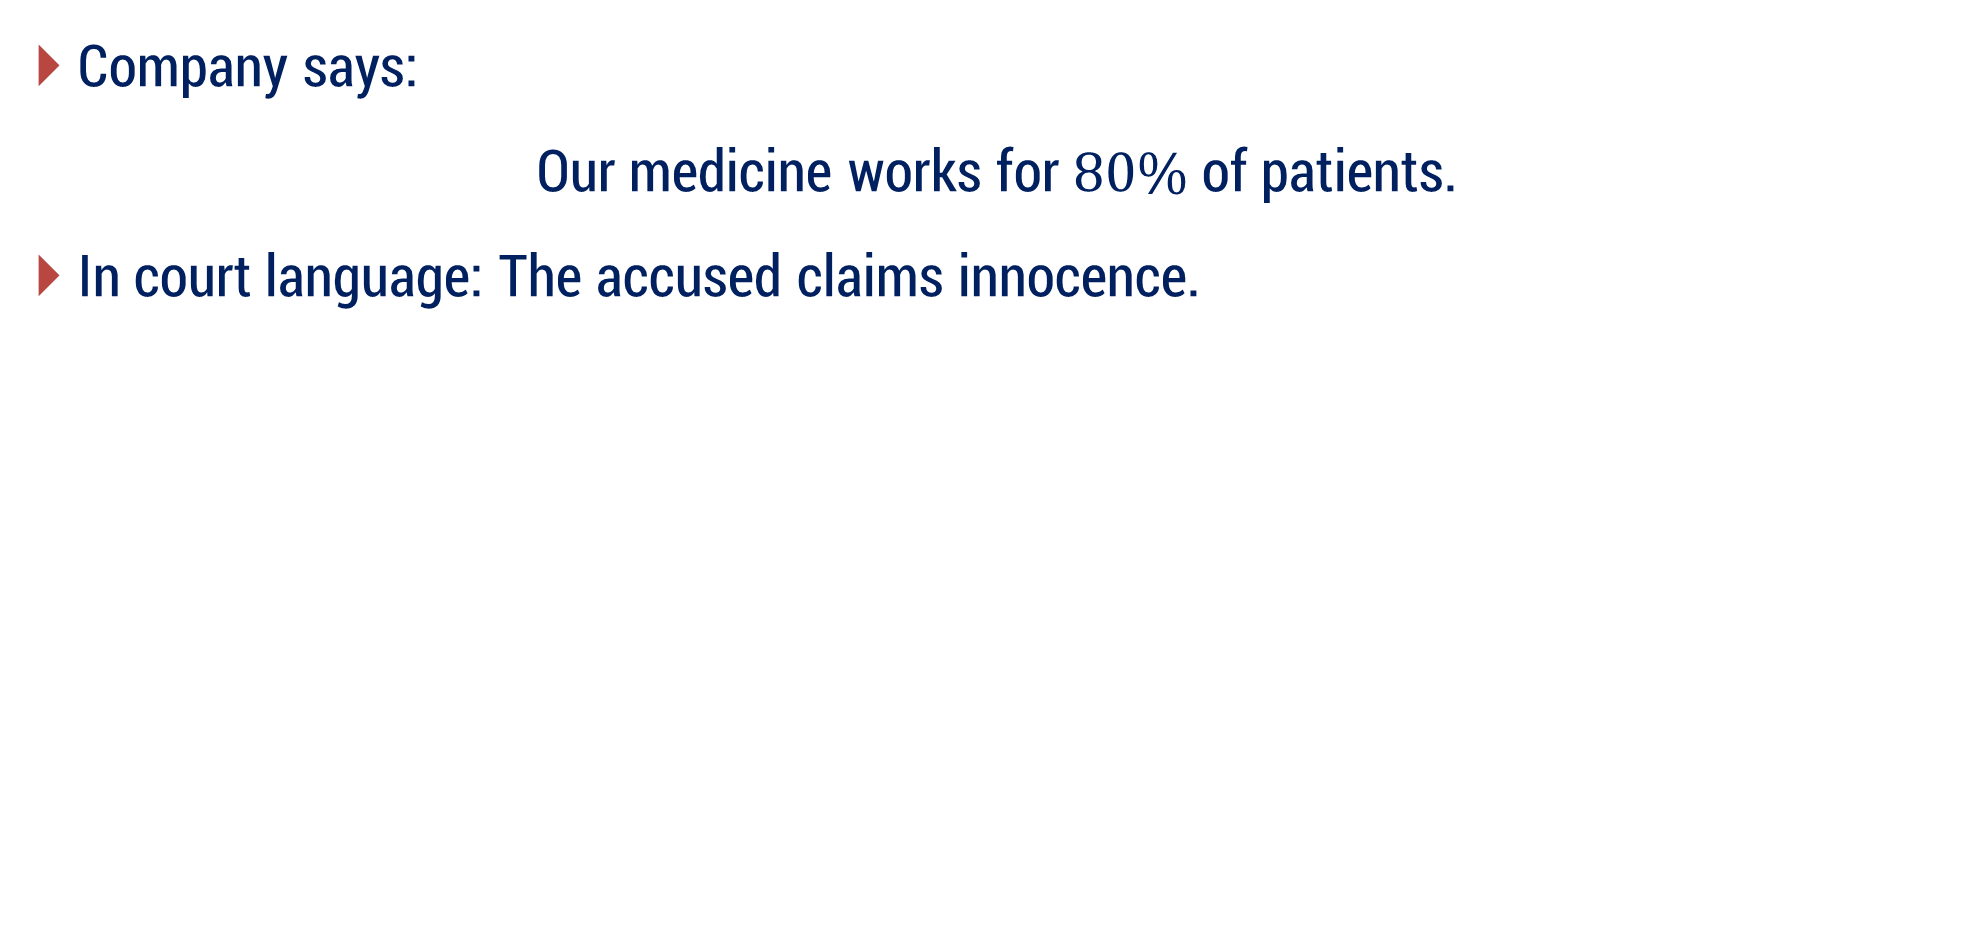 Company says:
Our medicine works for 80% of patients.
In court language: The accused claims innocence.